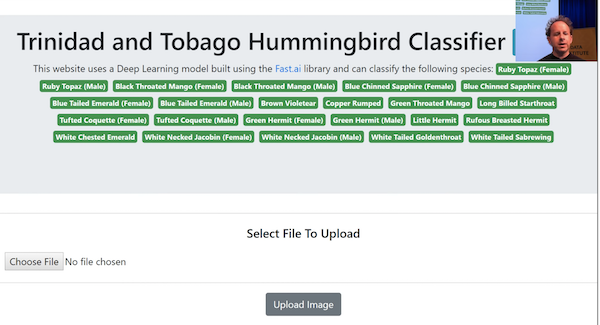 Trinidad and Tobago Hummingbird Classifier
This website uses a Deep Learning model built using the Fast.ai library and can classify the following species: Ruby Topaz (Female)
Ruby Topaz (Male) Black Throated Mango (Female) Black Throated Mango (Male) Blue Chinned Sapphire (Female) Blue Chinned Sapphire (Male)
Blue Tailed Emerald (Female) Blue Tailed Emerald (Male) Brown Violetear Copper Rumped Green Throated Mango Long Billed Starthroat
Tufted Coquette (Female) Tufted Coquette (Male) Green Hermit (Female) Green Hermit (Male) Little Hermit Rufous Breasted Hermit
White Chested Emerald White Necked Jacobin (Female) White Necked Jacobin (Male) White Tailed Goldenthroat White Tailed Sabrewing
Select File To Upload
Choose File No file chosen
Upload Image